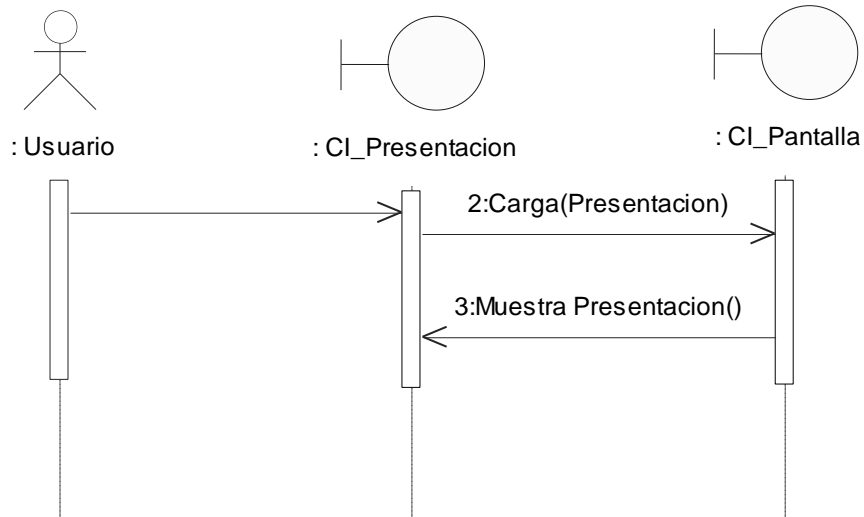 : Usuario
: CI_Presentacion
: CI_Pantalla
2:Carga(Presentacion)
3:Muestra Presentacion()